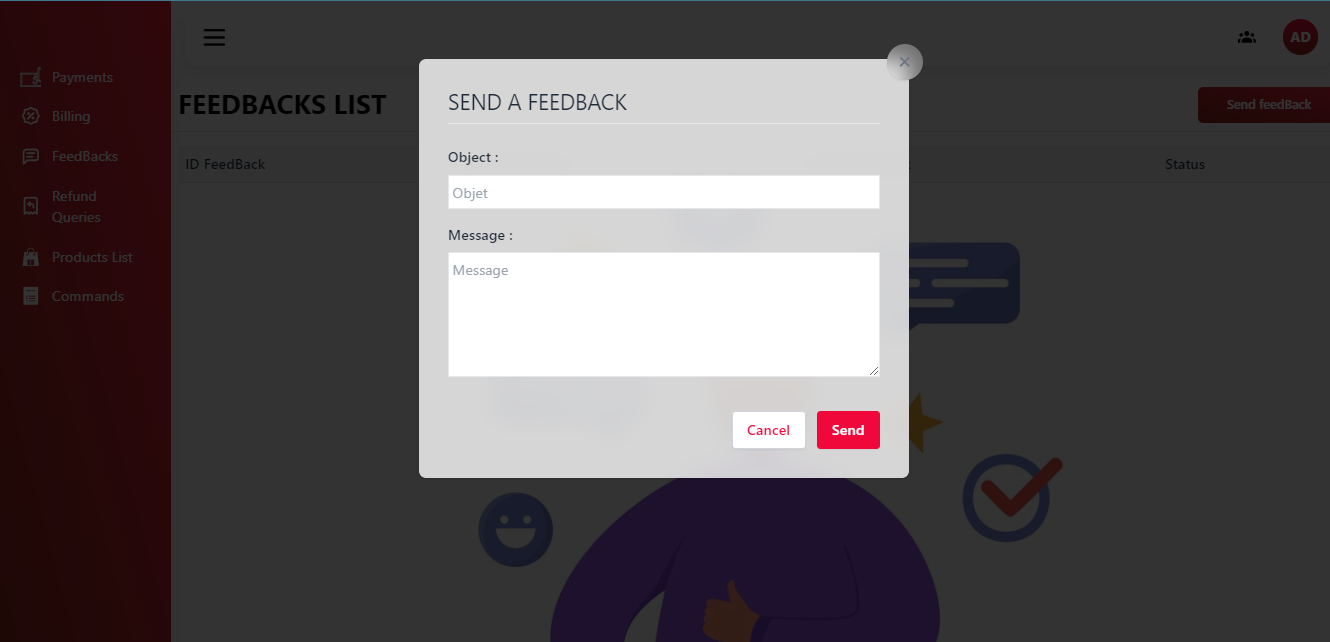 AD
Payments
FEEDBACKS LIST
Send feedBack
Billing
FeedBacks
ID FeedBack
Status
Refund
Queries
Products List
Commands
SEND A FEEDBACK
Object :
Objet
Message :
Message
Cancel
Send